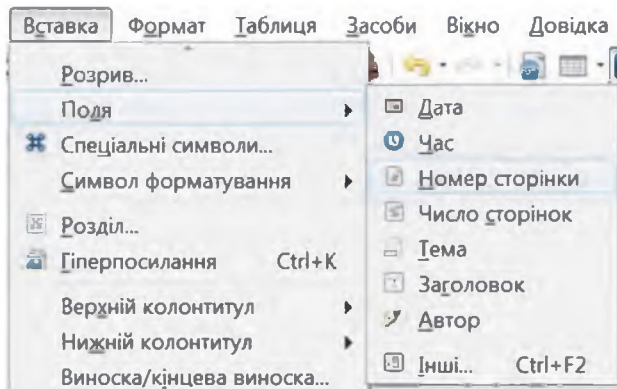 Вставка Формат Таблиця Засоби Вікно Довідка
Розрив...
Поля
Спеціальні символи...
Символ форматування
Розділ...
Гіперпосилання Ctrl+K
Верхній колонтитул
Нижній колонтитул
Виноска/кінцева виноска...
Дата
Час
Номер сторінки
Число сторінок
Тема
Заголовок
Автор
Інші... Ctrl+F2